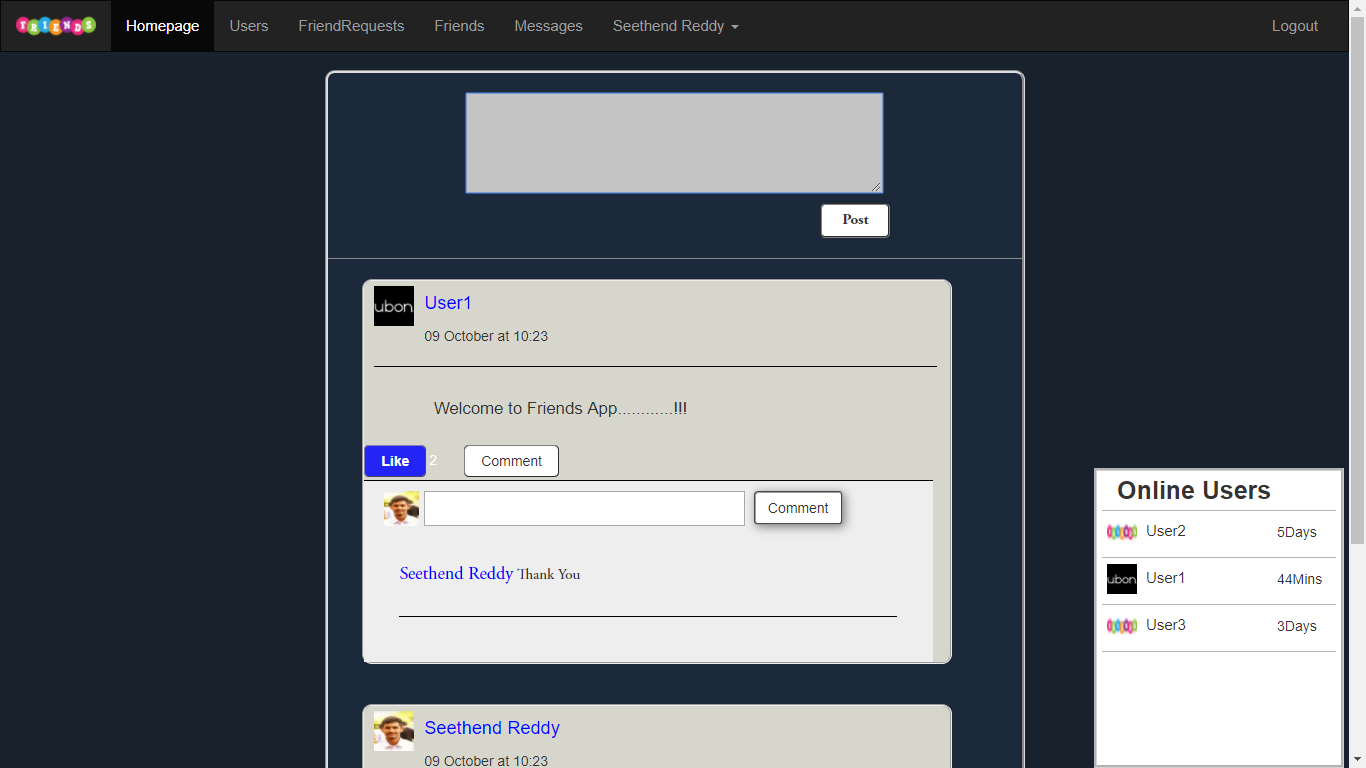 FRIENDS Homepage Users FriendRequests Friends Messages Seethend Reddy Logout
Post
ubon User1
09 October at 10:23
Welcome to Friends App............!!!
Like 2 Comment
Comment
Seethend Reddy Thank You
Seethend Reddy
09 October at 10:23
Online Users
User2 5Days
ubon User1 44Mins
User3 3Days